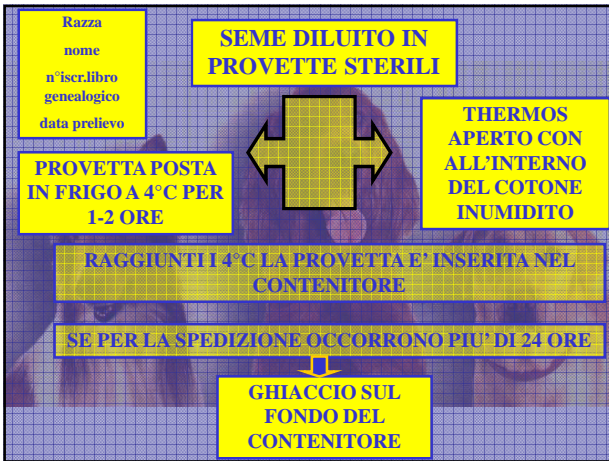 Razza
nome
n°iscr.libro
genealogico
data prelievo
SEME DILUITO IN
PROVETTE STERILI
PROVETTA POSTA
IN FRIGO A 4°C PER
1-2 ORE
THERMOS
APERTO CON
ALL'INTERNO
DEL COTONE
INUMIDITO
RAGGIUNTI I 4°C LA PROVETTA E' INSERITA NEL
CONTENITORE
SE PER LA SPEDIZIONE OCCORRONO PIU' DI 24 ORE
GHIACCIO SUL
FONDO DEL
CONTENITORE